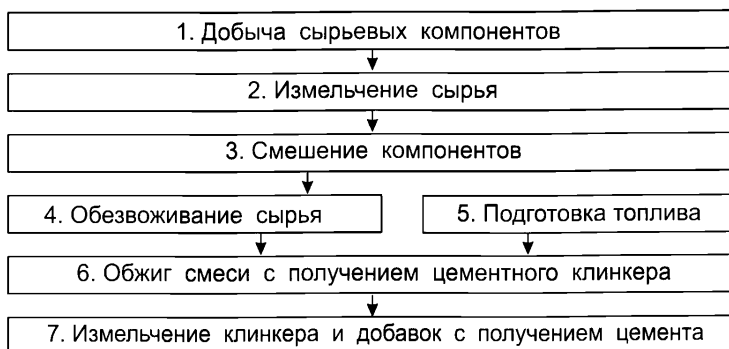 1. Добыча сырьевых компонентов
2. Измельчение сырья
3. Смешение компонентов
4. Обезвоживание сырья
5. Подготовка топлива
6. Обжиг смеси с получением цементного клинкера
7. Измельчение клинкера и добавок с получением цемента